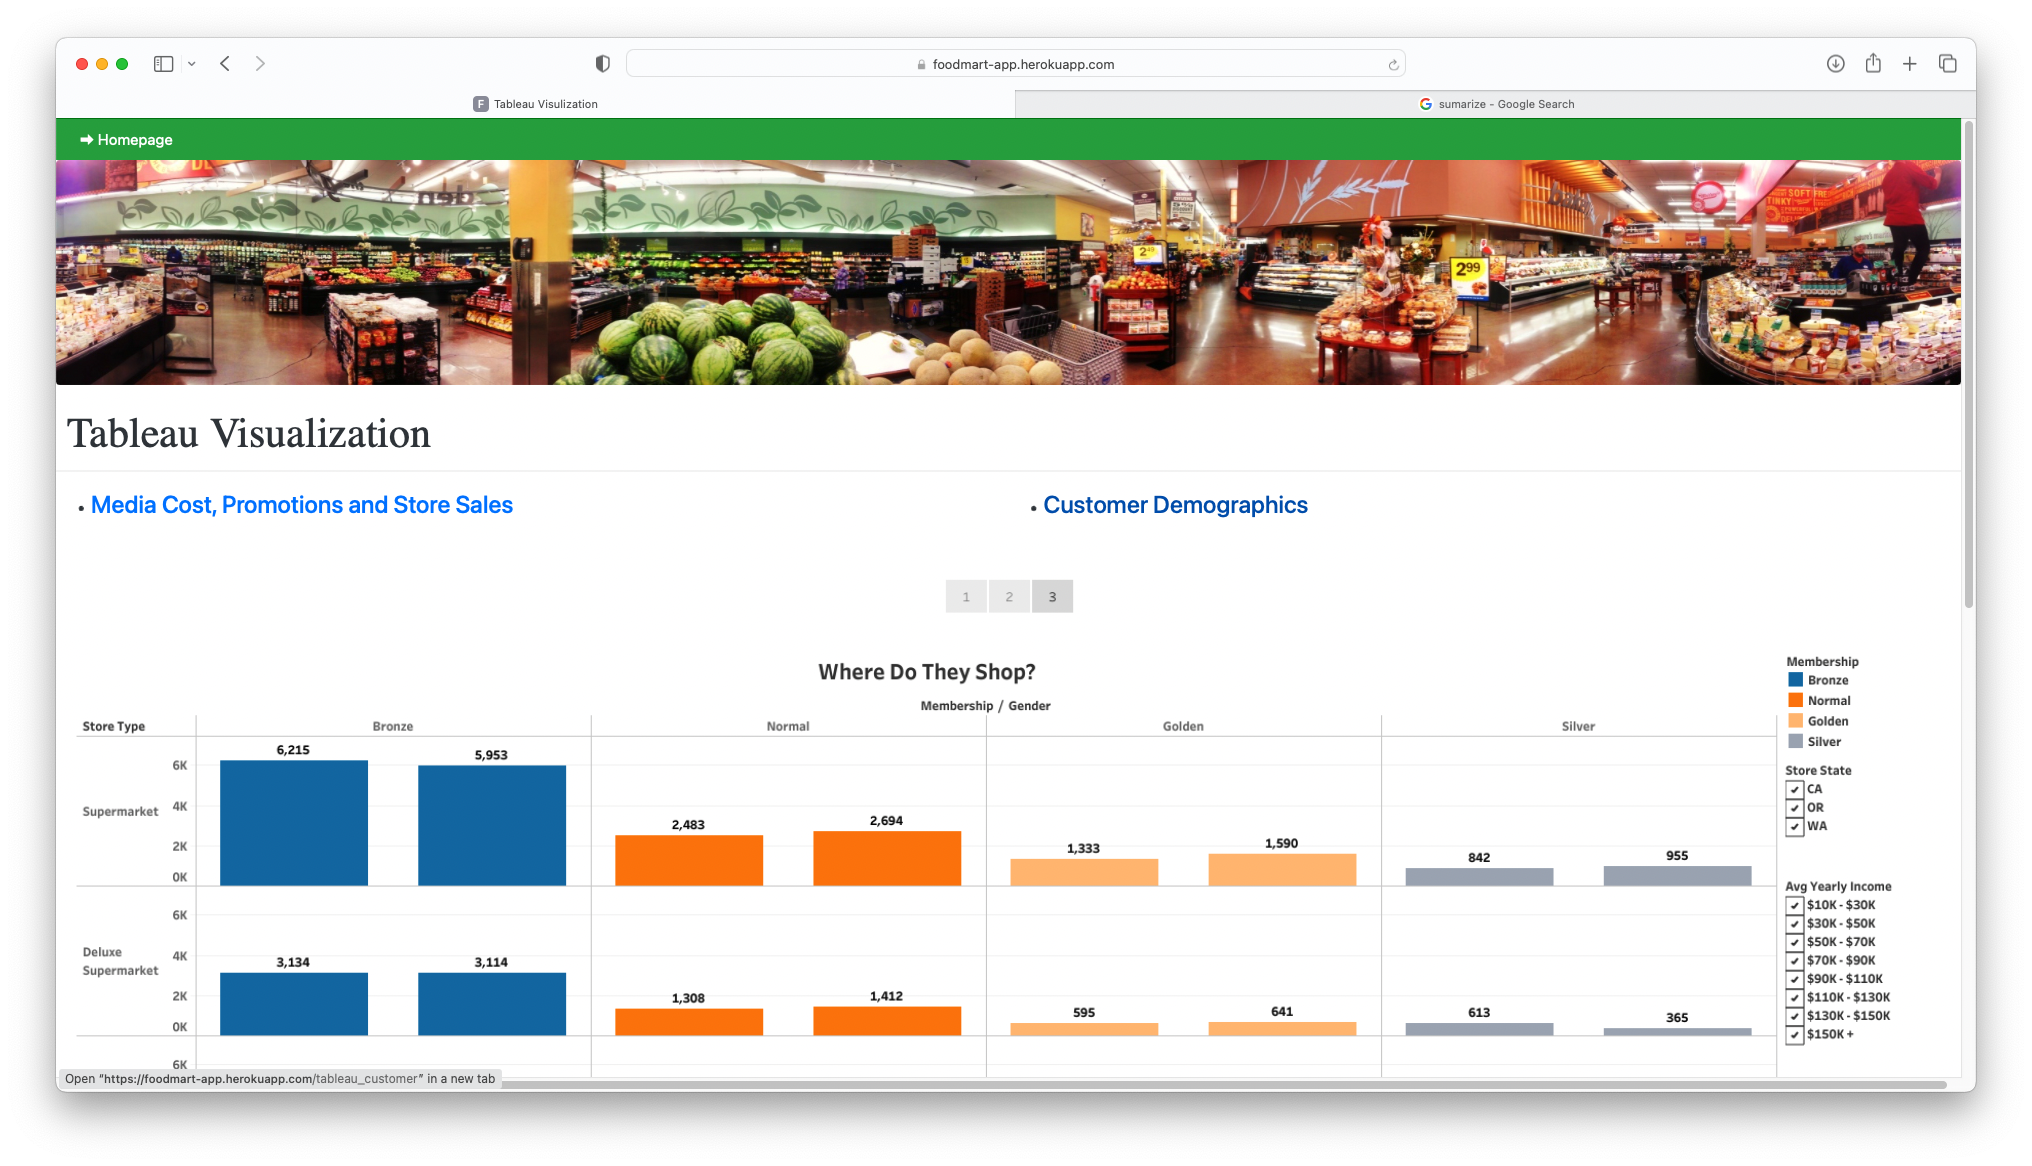 foodmart-app.herokuapp.com
F Tableau Visulization
G sumarize - Google Search
➡ Homepage
2⁹⁹
SOFT FRE
TINKY
Tableau Visualization
• Media Cost, Promotions and Store Sales
• Customer Demographics
1 2 3
Where Do They Shop?
Membership / Gender
Store Type Bronze Normal Golden Silver
6,215 5,953 2,483 2,694 1,333 1,590 842 955
Supermarket
6K
4K
2K
0K
3,134 3,114 1,308 1,412 595 641 613 365
Deluxe
Supermarket
6K
4K
2K
0K
6K
Membership
Bronze
Normal
Golden
Silver
Store State
CA
OR
WA
Avg Yearly Income
$10K - $30K
$30K - $50K
$50K - $70K
$70K - $90K
$90K - $110K
$110K - $130K
$130K - $150K
$150K +
Open "https://foodmart-app.herokuapp.com/tableau_customer" in a new tab